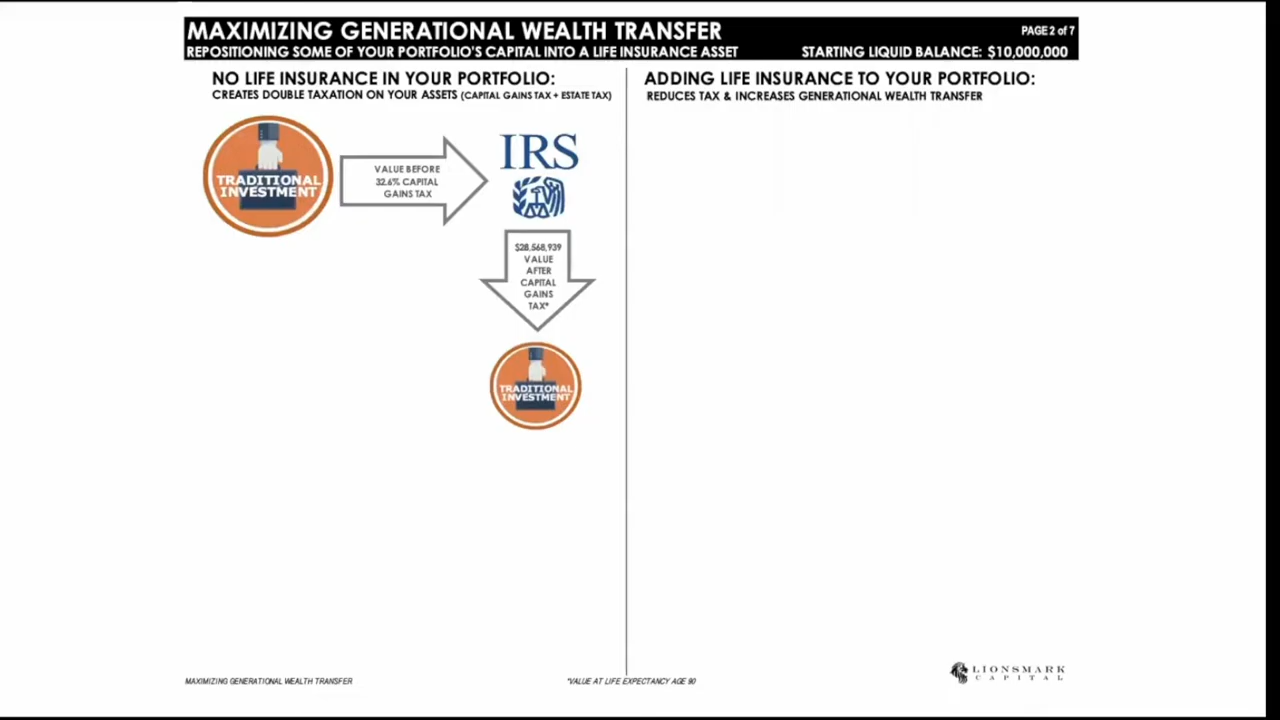 MAXIMIZING GENERATIONAL WEALTH TRANSFER
PAGE 2 of 7
REPOSITIONING SOME OF YOUR PORTFOLIO'S CAPITAL INTO A LIFE INSURANCE ASSET
STARTING LIQUID BALANCE: $10,000,000
NO LIFE INSURANCE IN YOUR PORTFOLIO:
CREATES DOUBLE TAXATION ON YOUR ASSETS (CAPITAL GAINS TAX + ESTATE TAX)
TRADITIONAL
INVESTMENT
VALUE BEFORE
32.6% CAPITAL
GAINS TAX
IRS
$28,568,939
VALUE
AFTER
CAPITAL
GAINS
TAX*
TRADITIONAL
INVESTMENT
ADDING LIFE INSURANCE TO YOUR PORTFOLIO:
REDUCES TAX & INCREASES GENERATIONAL WEALTH TRANSFER
MAXIMIZING GENERATIONAL WEALTH TRANSFER
*VALUE AT LIFE EXPECTANCY AGE 90
LIONSMARK
CAPITAL